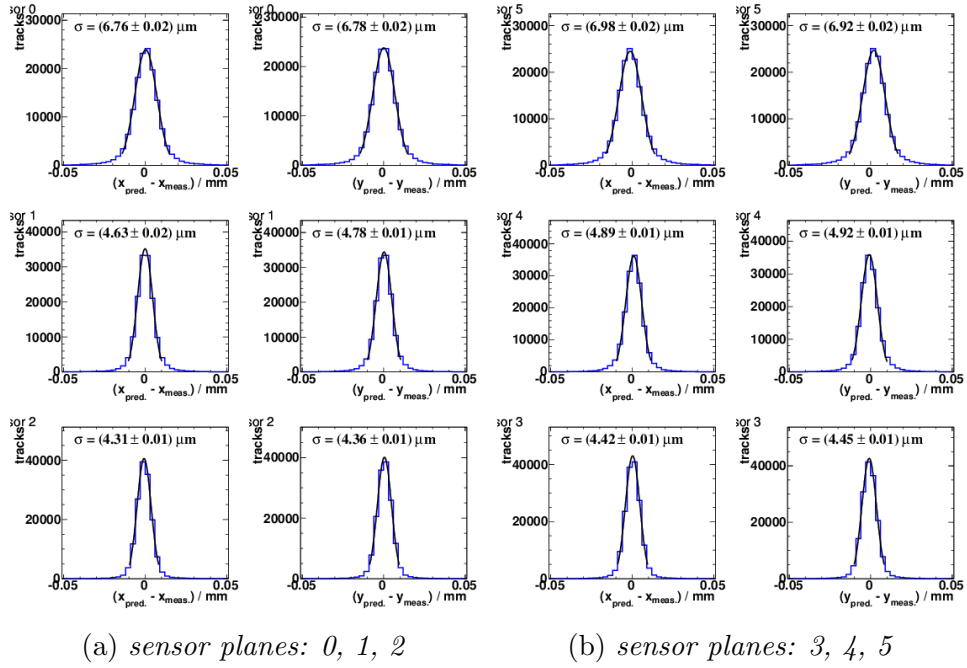 sor 0
tracks
σ = (6.76 ± 0.02) μm
30000
20000
10000
0
-0.05 0 0.05
(x_pred. - x_meas.) / mm
sor 0
tracks
σ = (6.78 ± 0.02) μm
30000
20000
10000
0
-0.05 0 0.05
(y_pred. - y_meas.) / mm
sor 5
tracks
σ = (6.98 ± 0.02) μm
30000
20000
10000
0
-0.05 0 0.05
(x_pred. - x_meas.) / mm
sor 5
tracks
σ = (6.92 ± 0.02) μm
30000
20000
10000
0
-0.05 0 0.05
(y_pred. - y_meas.) / mm
sor 1
tracks
σ = (4.63 ± 0.02) μm
40000
30000
20000
10000
0
-0.05 0 0.05
(x_pred. - x_meas.) / mm
sor 1
tracks
σ = (4.78 ± 0.01) μm
40000
30000
20000
10000
0
-0.05 0 0.05
(y_pred. - y_meas.) / mm
sor 4
tracks
σ = (4.89 ± 0.01) μm
40000
30000
20000
10000
0
-0.05 0 0.05
(x_pred. - x_meas.) / mm
sor 4
tracks
σ = (4.92 ± 0.01) μm
40000
30000
20000
10000
0
-0.05 0 0.05
(y_pred. - y_meas.) / mm
sor 2
tracks
σ = (4.31 ± 0.01) μm
40000
20000
0
-0.05 0 0.05
(x_pred. - x_meas.) / mm
sor 2
tracks
σ = (4.36 ± 0.01) μm
40000
20000
0
-0.05 0 0.05
(y_pred. - y_meas.) / mm
sor 3
tracks
σ = (4.42 ± 0.01) μm
40000
20000
0
-0.05 0 0.05
(x_pred. - x_meas.) / mm
sor 3
tracks
σ = (4.45 ± 0.01) μm
40000
20000
0
-0.05 0 0.05
(y_pred. - y_meas.) / mm
(a) sensor planes: 0, 1, 2
(b) sensor planes: 3, 4, 5